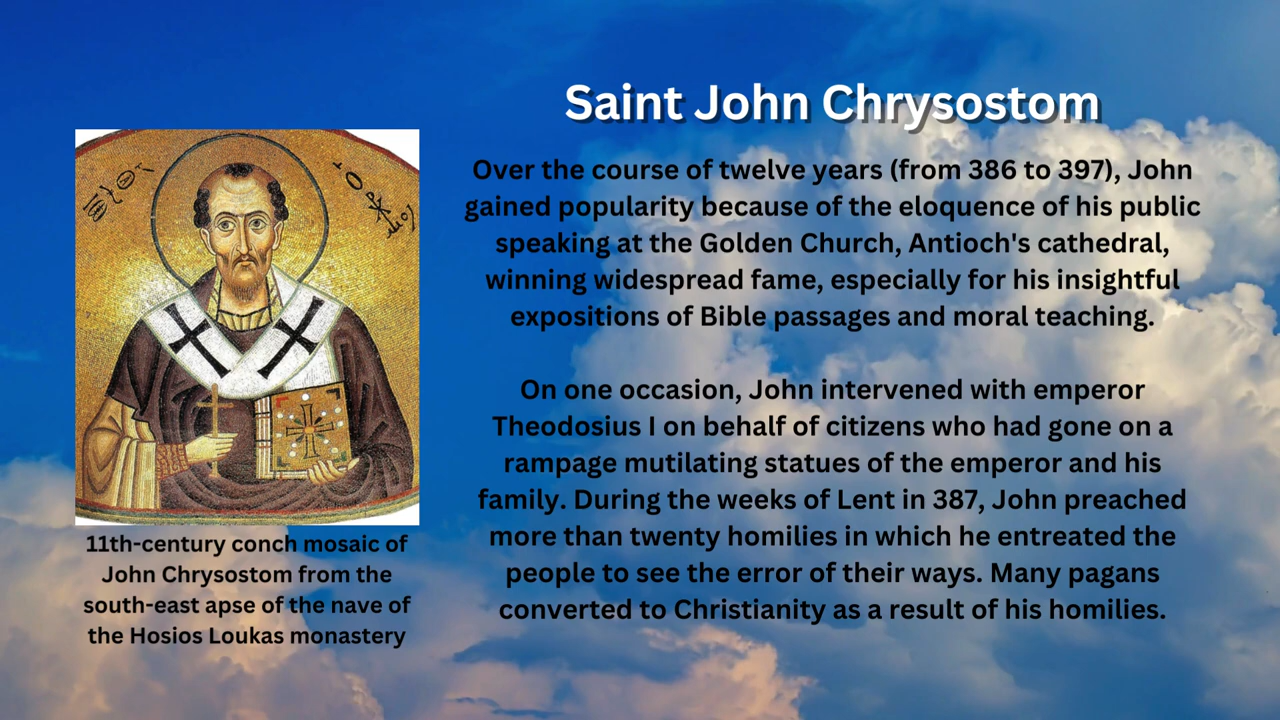 Saint John Chrysostom
Over the course of twelve years (from 386 to 397), John
gained popularity because of the eloquence of his public
speaking at the Golden Church, Antioch's cathedral,
winning widespread fame, especially for his insightful
expositions of Bible passages and moral teaching.
On one occasion, John intervened with emperor
Theodosius I on behalf of citizens who had gone on a
rampage mutilating statues of the emperor and his
family. During the weeks of Lent in 387, John preached
more than twenty homilies in which he entreated the
people to see the error of their ways. Many pagans
converted to Christianity as a result of his homilies.
11th-century conch mosaic of
John Chrysostom from the
south-east apse of the nave of
the Hosios Loukas monastery